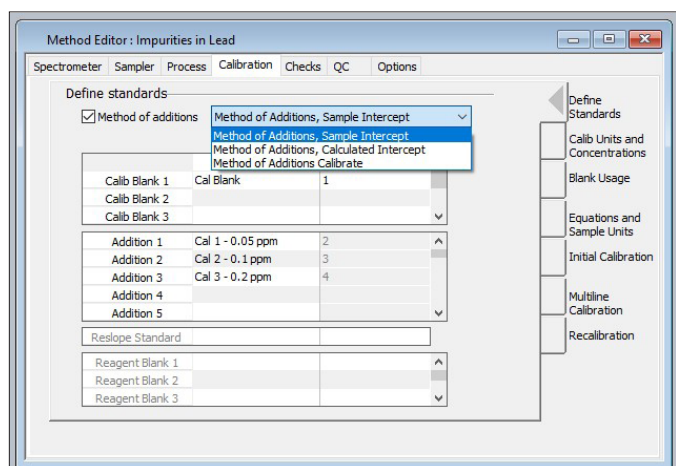 Method Editor : Impurities in Lead
Spectrometer Sampler Process Calibration Checks QC Options
Define standards
Method of additions Method of Additions, Sample Intercept
Method of Additions, Sample Intercept
Method of Additions, Calculated Intercept
Method of Additions Calibrate
Calib Blank 1 Cal Blank 1
Calib Blank 2
Calib Blank 3
Addition 1 Cal 1 - 0.05 ppm 2
Addition 2 Cal 2 - 0.1 ppm 3
Addition 3 Cal 3 - 0.2 ppm 4
Addition 4
Addition 5
Reslope Standard
Reagent Blank 1
Reagent Blank 2
Reagent Blank 3
Define
Standards
Calib Units and
Concentrations
Blank Usage
Equations and
Sample Units
Initial Calibration
Multiline
Calibration
Recalibration